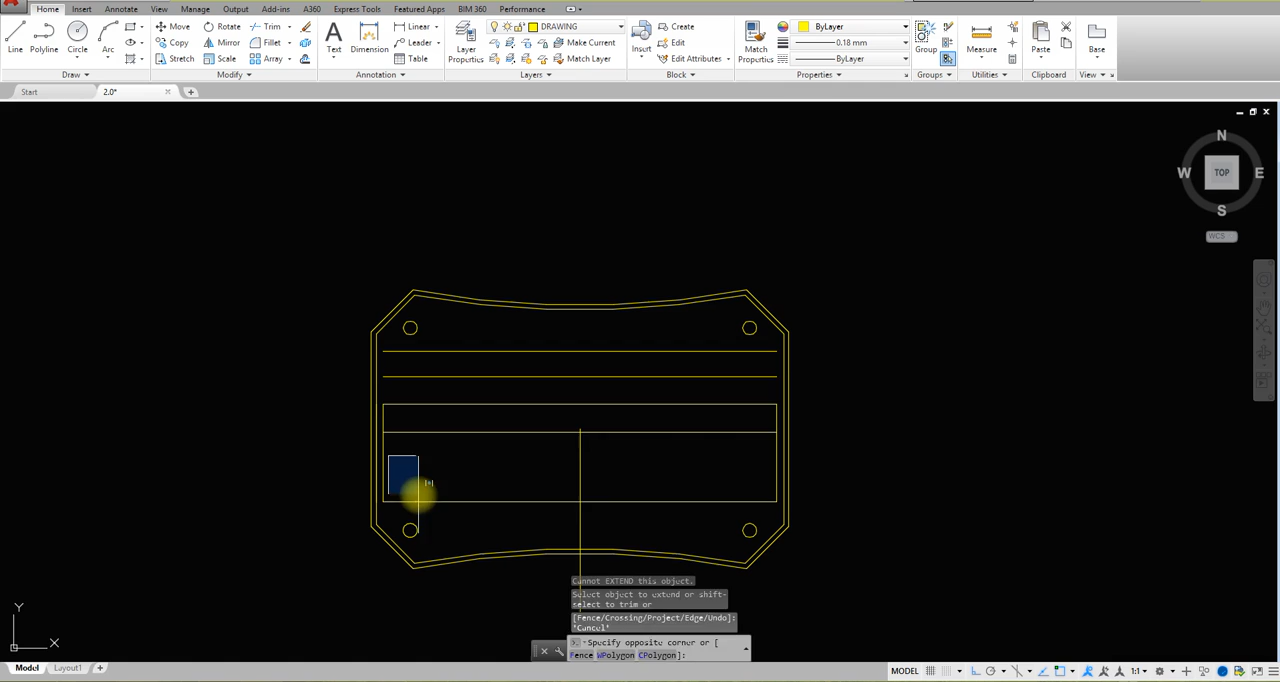 Home Insert Annotate View Manage Output Add-ins A360 Express Tools Featured Apps BIM 360 Performance
Line Polyline Circle Arc
Move Rotate Trim
Copy Mirror Fillet
Stretch Scale Array
Text Dimension
Linear
Leader
Table
Layer Properties
DRAWING
Make Current
Match Layer
Insert
Create
Edit
Edit Attributes
Match Properties
ByLayer
0.18 mm
ByLayer
Group
Measure
Paste
Base
Draw Modify Annotation Layers Block Properties Groups Utilities Clipboard View
Start 2.0*
N
W TOP E
S
WCS
Cannot EXTEND this object.
Select object to extend or shift-
select to trim or
[Fence/Crossing/Project/Edge/Undo]:
*Cancel*
Specify opposite corner or [
Fence WPolygon CPolygon]:
Y
X
Model Layout1
MODEL 1:1